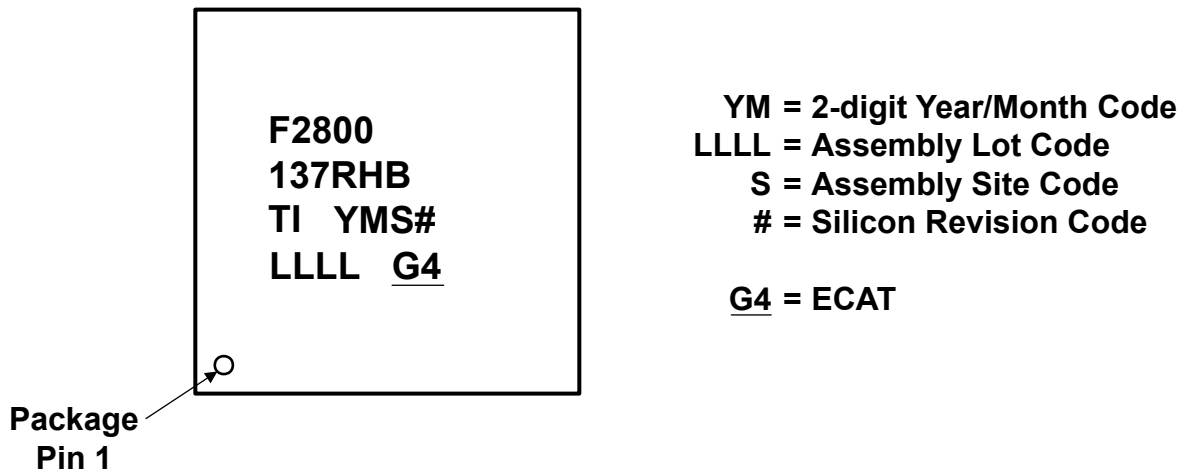 F2800
137RHB
TI YMS#
LLLL G4
Package
Pin 1
YM = 2-digit Year/Month Code
LLLL = Assembly Lot Code
S = Assembly Site Code
# = Silicon Revision Code
G4 = ECAT